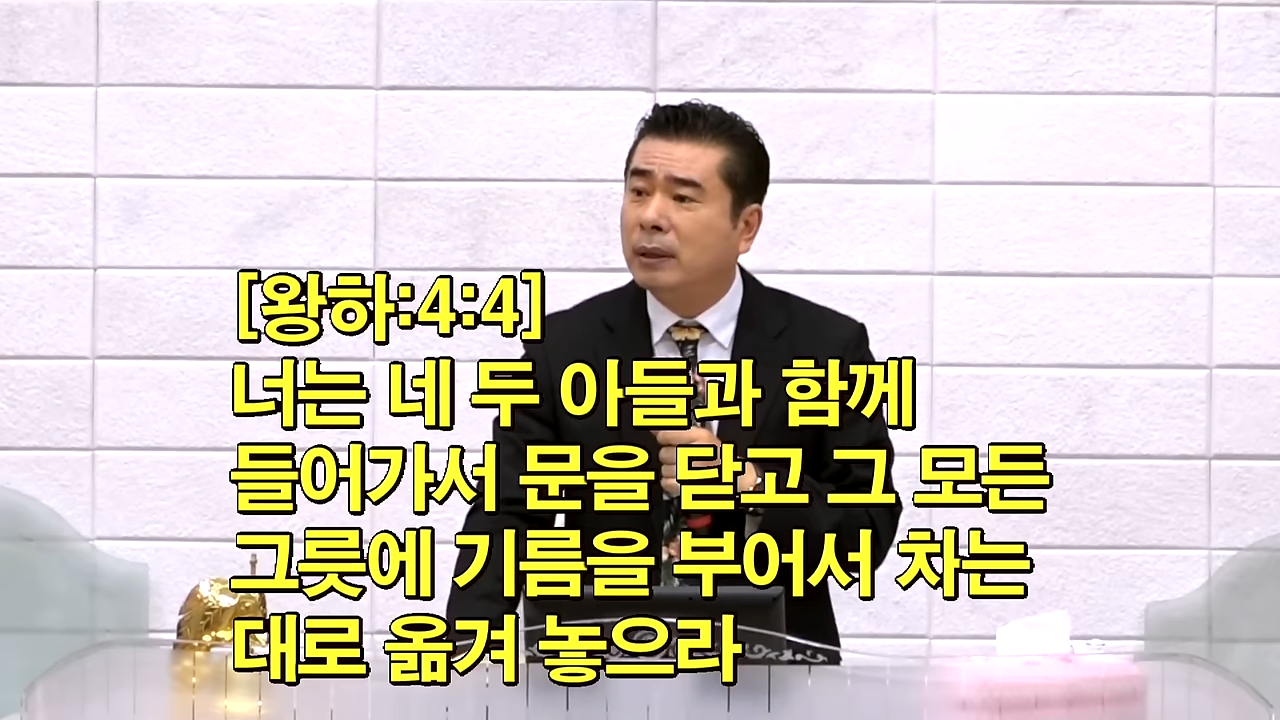 [왕하:4:4]
너는 네 두 아들과 함께
들어가서 문을 닫고 그 모든
그릇에 기름을 부어서 차는
대로 옮겨 놓으라